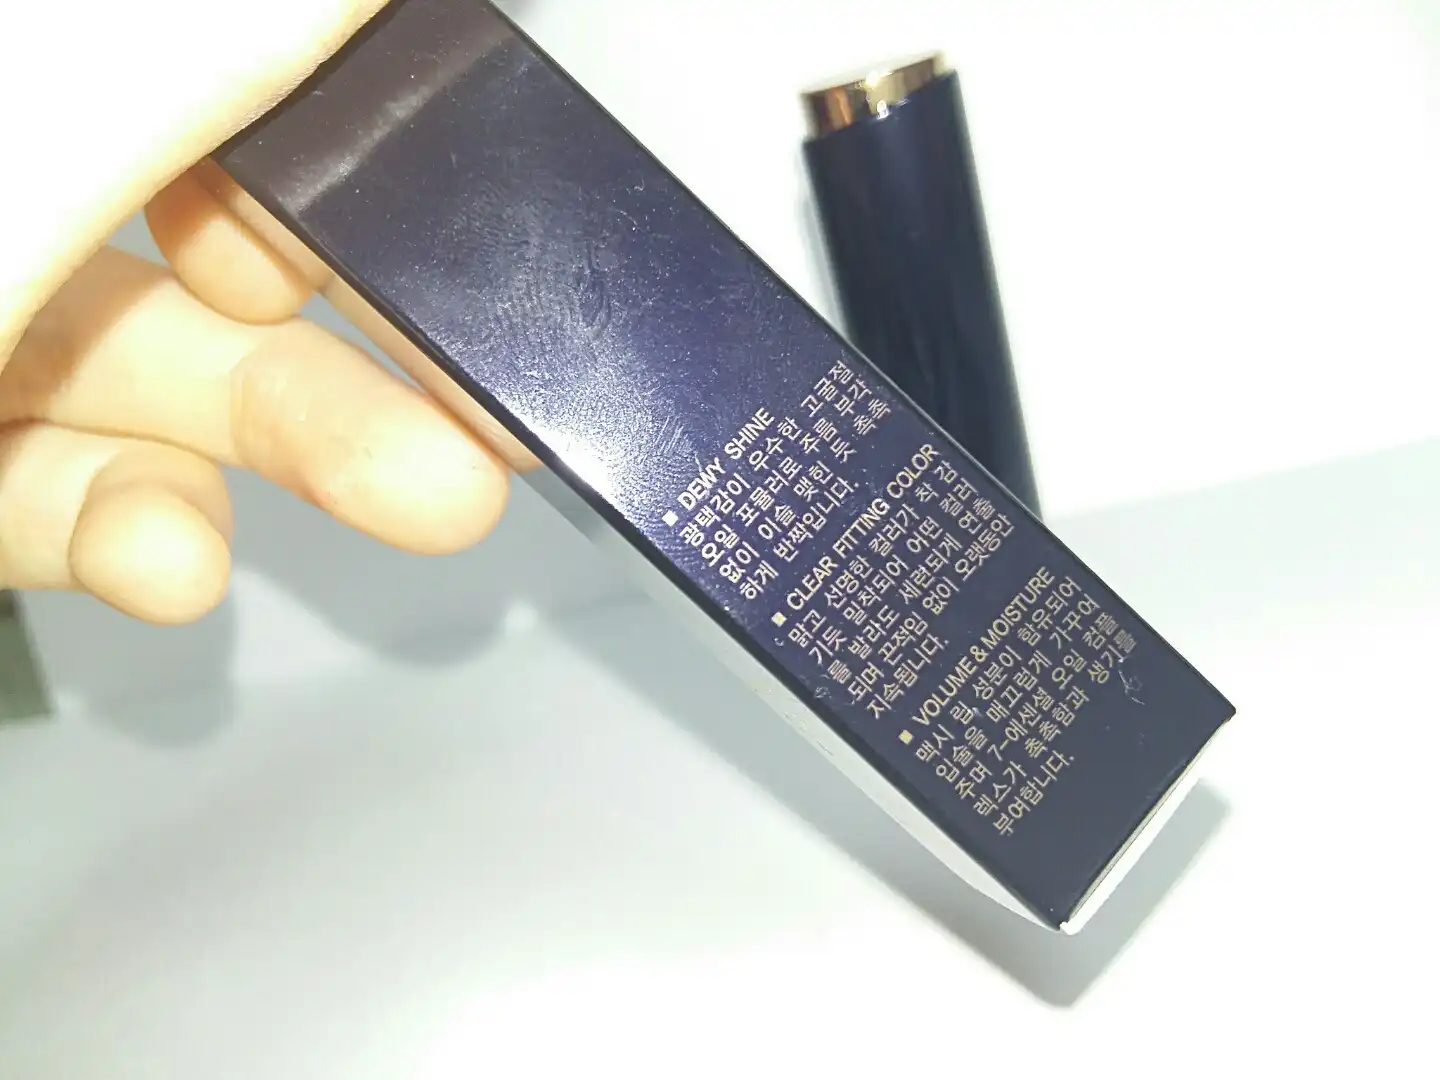 ■ DEWY SHINE
광택감이 우수한 고굴절
오일 포뮬러로 주름 부각
없이 이슬 맺힌 듯 촉촉
하게 반짝입니다.
■ CLEAR FITTING COLOR
맑고 선명한 컬러가 착 감
기듯 밀착되어 어떤 컬러
를 발라도 세련되게 연출
되며 끈적임 없이 오랫동안
지속됩니다.
■ VOLUME & MOISTURE
맥시 립 성분이 함유되어
입술을 매끄럽게 가꾸어
주며 7-에센셜 오일 컴플
렉스가 촉촉함과 생기를
부여합니다.